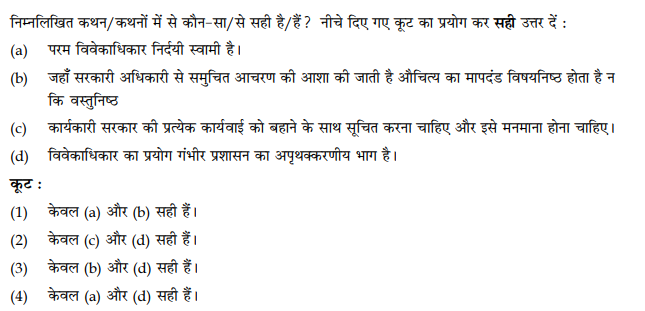 निम्नलिखित कथन/कथनों में से कौन-सा/से सही है/हैं? नीचे दिए गए कूट का प्रयोग कर सही उत्तर दें :
(a) परम विवेकाधिकार निर्दयी स्वामी है।
(b) जहाँ सरकारी अधिकारी से समुचित आचरण की आशा की जाती है औचित्य का मापदंड विषयनिष्ठ होता है न
कि वस्तुनिष्ठ
(c) कार्यकारी सरकार की प्रत्येक कार्यवाई को बहाने के साथ सूचित करना चाहिए और इसे मनमाना होना चाहिए।
(d) विवेकाधिकार का प्रयोग गंभीर प्रशासन का अपृथक्करणीय भाग है।
कूट :
(1) केवल (a) और (b) सही हैं।
(2) केवल (c) और (d) सही हैं।
(3) केवल (b) और (d) सही हैं।
(4) केवल (a) और (d) सही हैं।